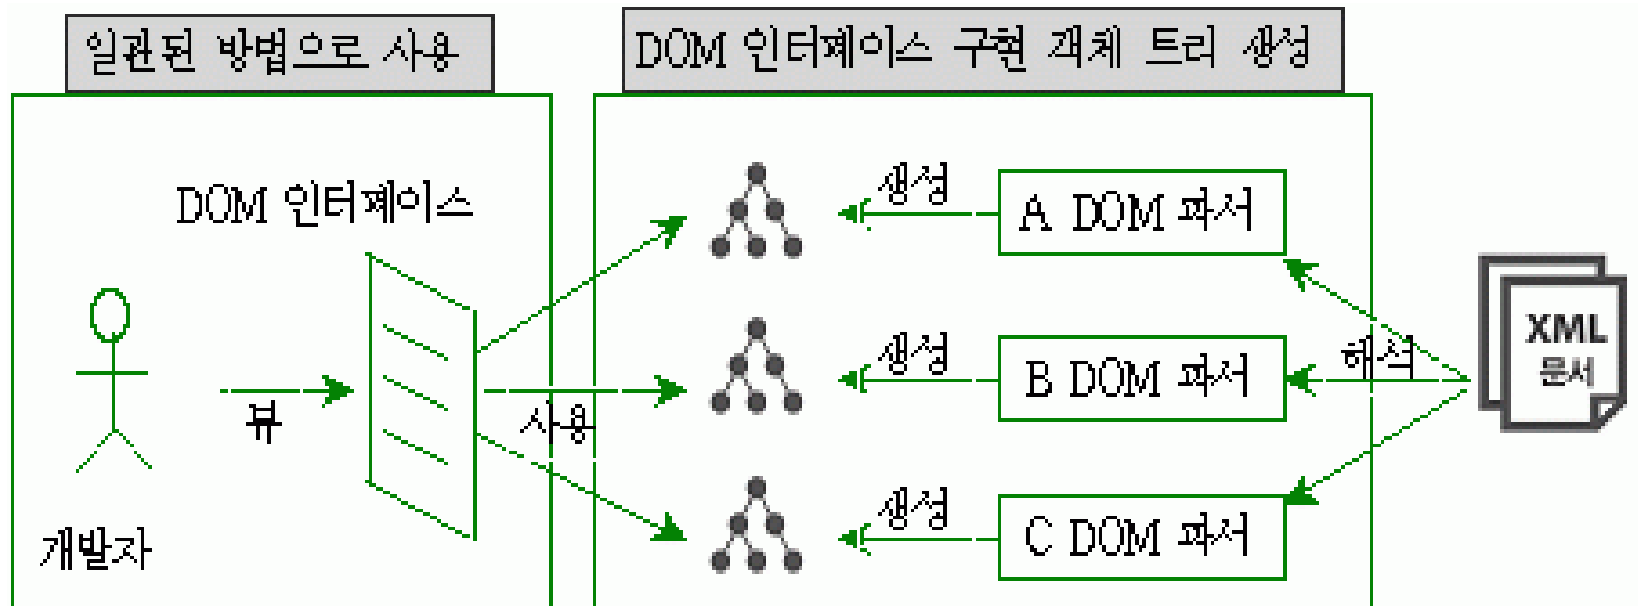 일관된 방법으로 사용
DOM 인터페이스 구현 객체 트리 생성
DOM 인터페이스
개발자
뷰
사용
생성
A DOM 파서
생성
B DOM 파서
생성
C DOM 파서
해석
XML
문서